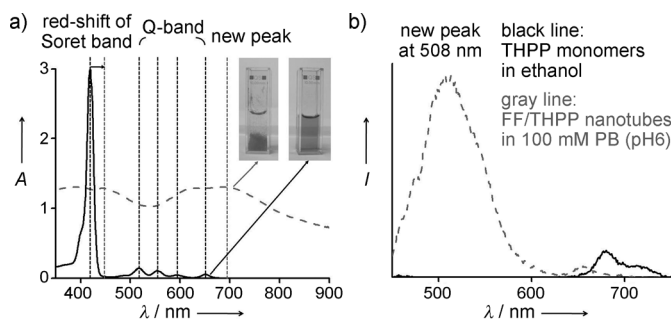 a)
red-shift of
Soret band
Q-band
new peak
3
2
1
0
A
400
500
600
700
800
900
λ / nm
b)
new peak
at 508 nm
black line:
THPP monomers
in ethanol
gray line:
FF/THPP nanotubes
in 100 mM PB (pH6)
I
500
600
700
λ / nm